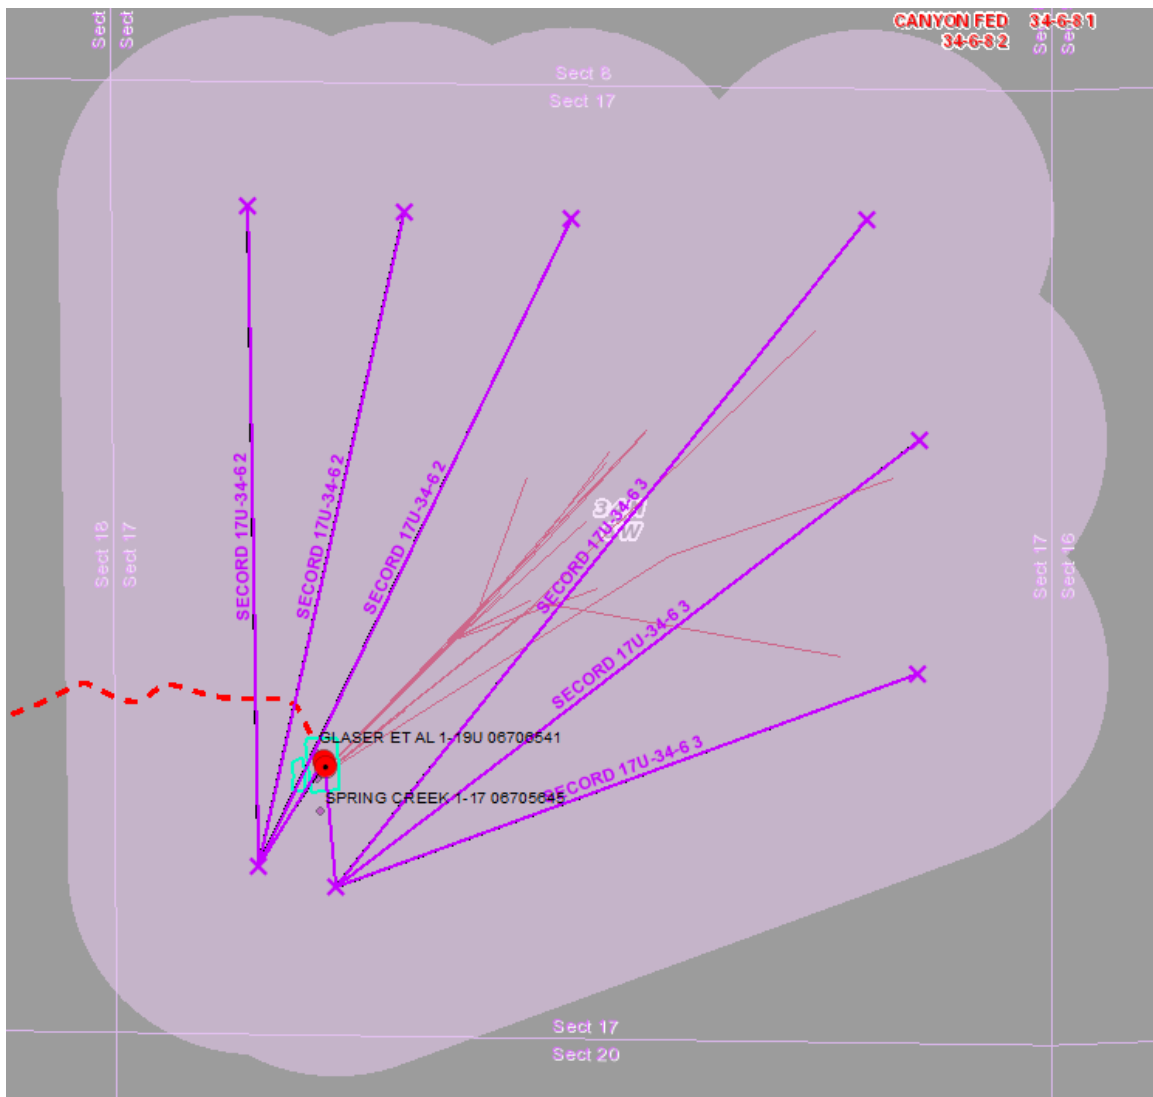 Sect
Sect
CANYON FED 34-6-8 1
34-6-8 2
Sect
Sect
Sect 8
Sect 17
SECORD 17U-34-6 2
SECORD 17U-34-6 2
SECORD 17U-34-6 2
SECORD 17U-34-6 3
SECORD 17U-34-6 3
SECORD 17U-34-6 3
Sect 18
Sect 17
Sect 17
Sect 16
GLASER ET AL 1-19U 06706541
SPRING CREEK 1-17 06705645
Sect 17
Sect 20